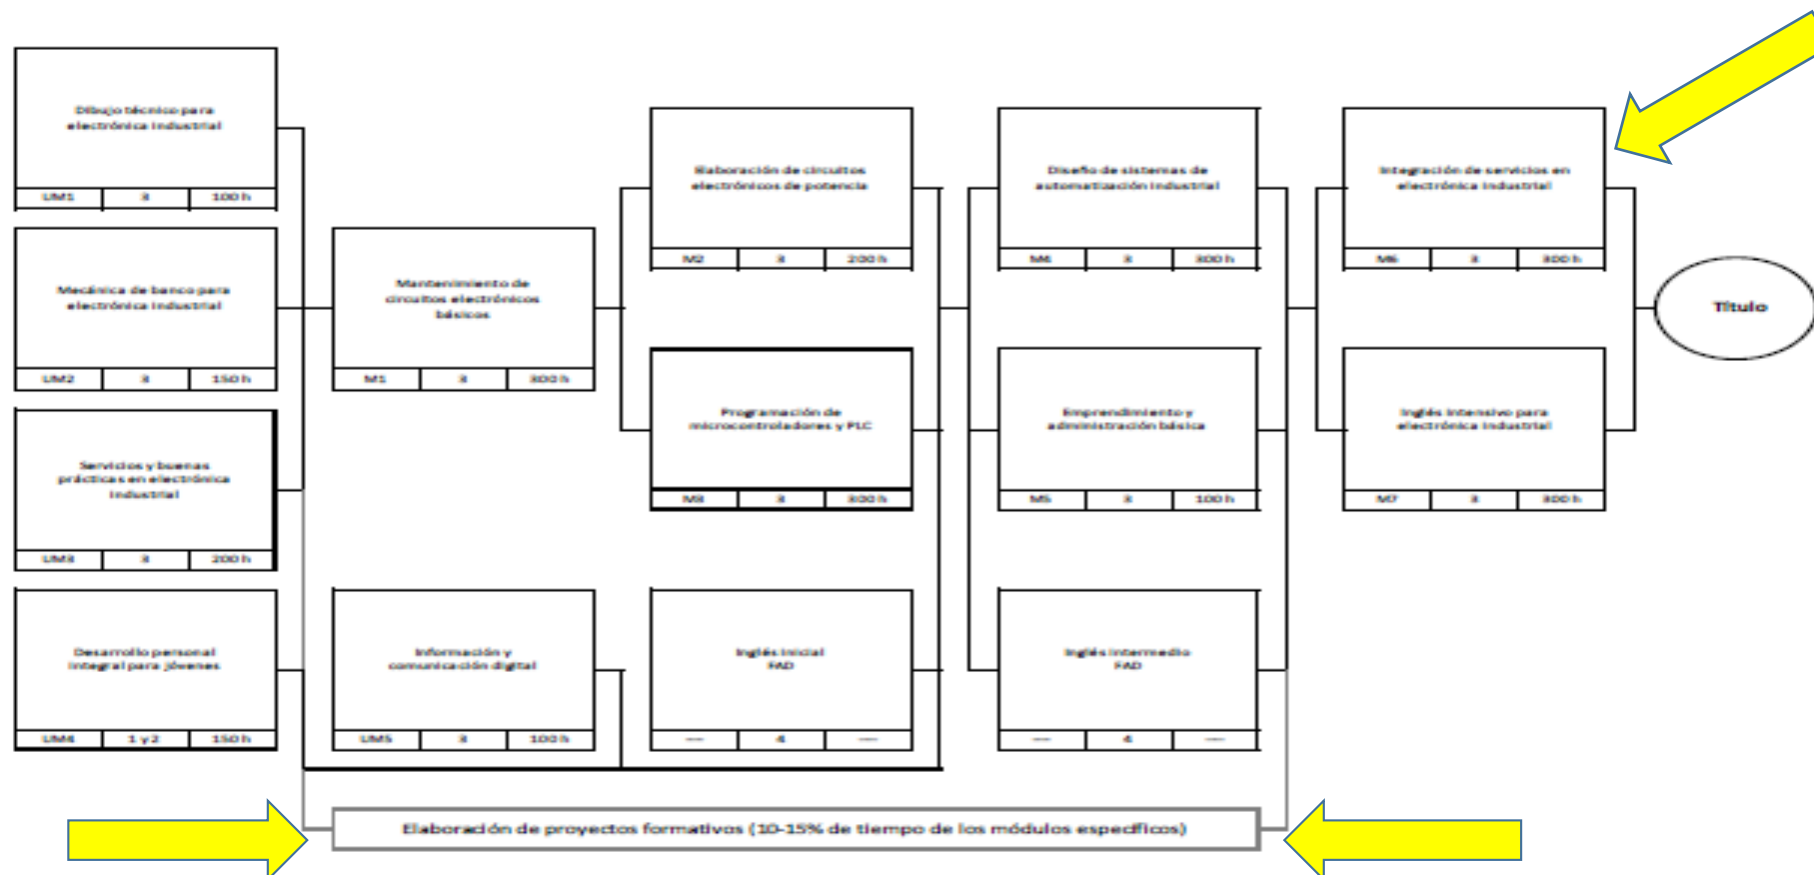 Dibujo técnico para
electrónica industrial
UM1 3 100 h
Mecánica de banco para
electrónica industrial
UM2 3 150 h
Servicios y buenas
prácticas en electrónica
industrial
UM3 3 200 h
Desarrollo personal
integral para jóvenes
UM4 1 y 2 150 h
Mantenimiento de
circuitos electrónicos
básicos
M1 3 300 h
Información y
comunicación digital
UM5 3 100 h
Elaboración de circuitos
electrónicos de potencia
M2 3 200 h
Programación de
microcontroladores y PLC
M3 3 300 h
Inglés inicial
FAD
--- 4 ---
Diseño de sistemas de
automatización industrial
M4 3 300 h
Emprendimiento y
administración básica
M5 3 100 h
Inglés intermedio
FAD
--- 4 ---
Integración de servicios en
electrónica industrial
M6 3 300 h
Inglés intensivo para
electrónica industrial
M7 3 300 h
Título
Elaboración de proyectos formativos (10-15% de tiempo de los módulos específicos)